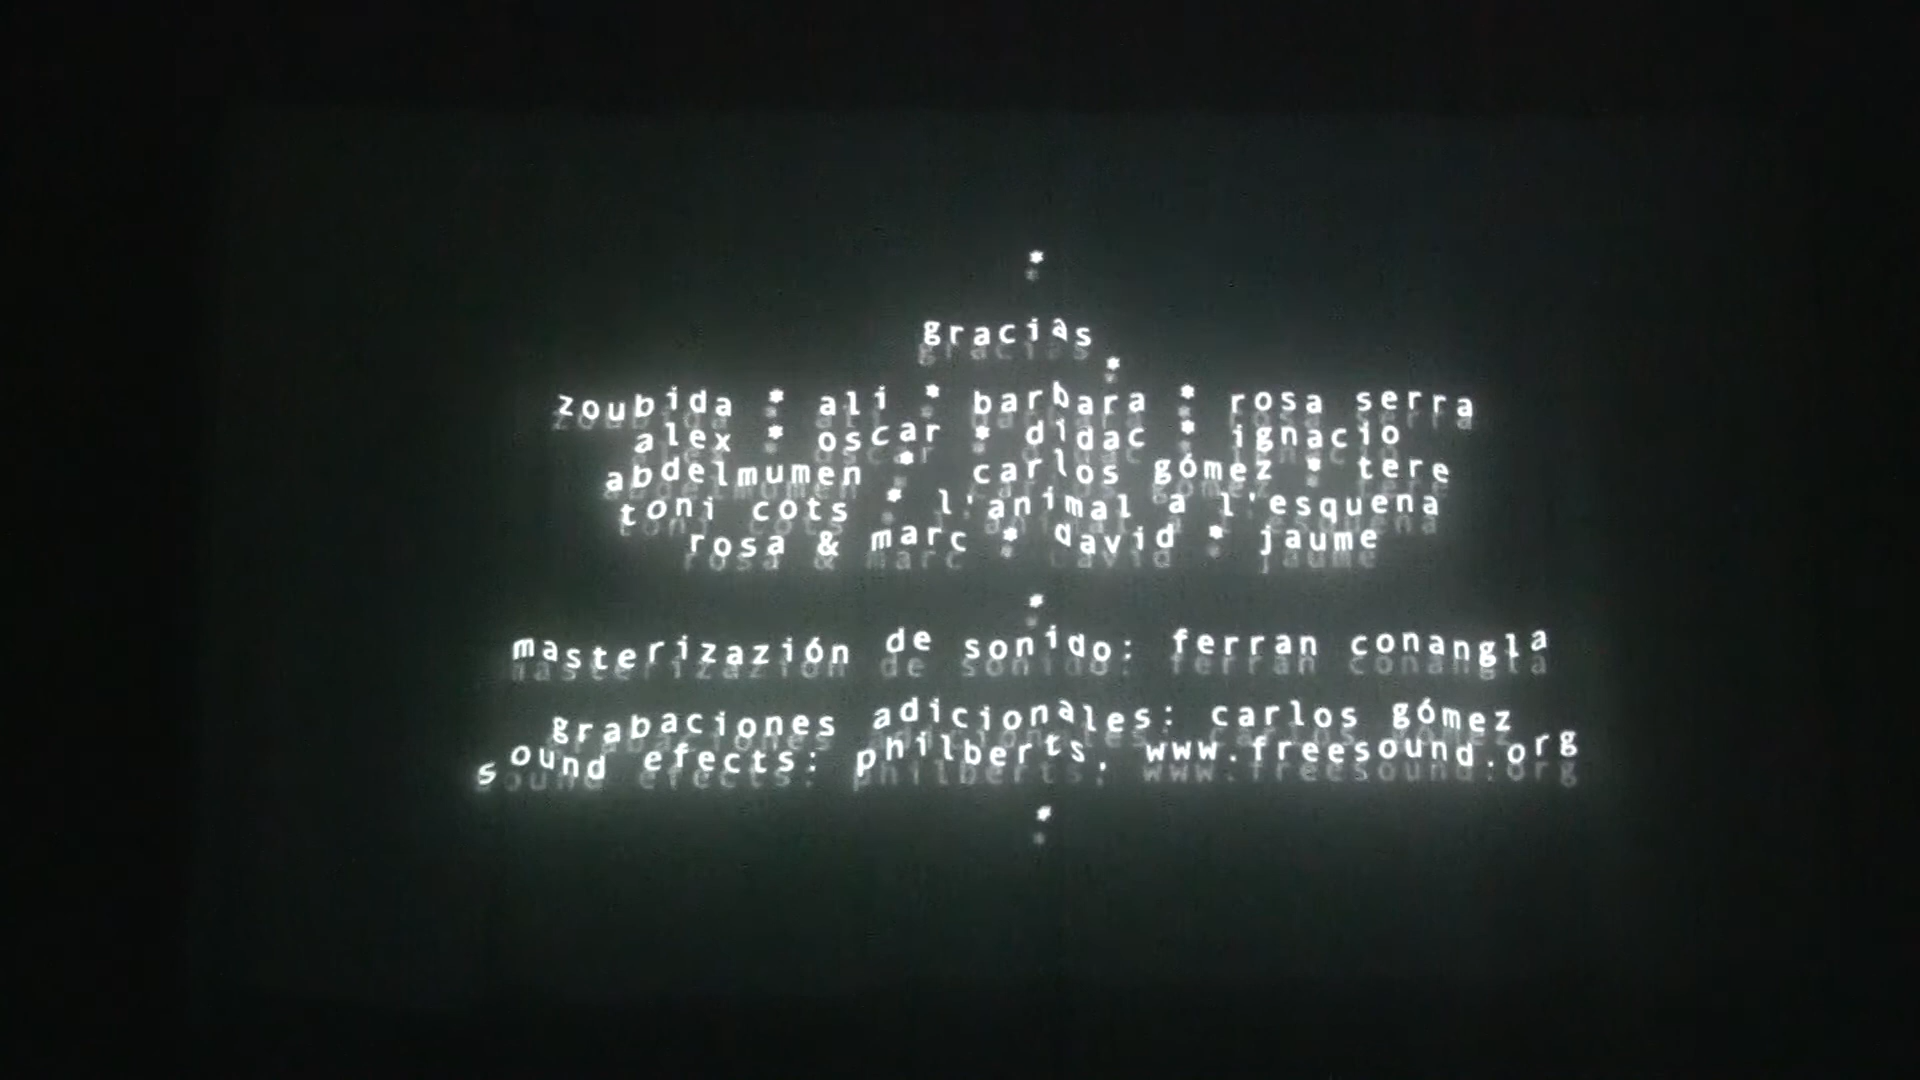 *
gracias
*
zoubida * ali * barbara * rosa serra
alex * oscar * didac * ignacio
abdelmumen * carlos gómez * tere
toni cots * l'animal a l'esquena
rosa & marc * david * jaume
*
masterizazión de sonido: ferran conangla
grabaciones adicionales: carlos gómez
sound efects: philberts, www.freesound.org
*